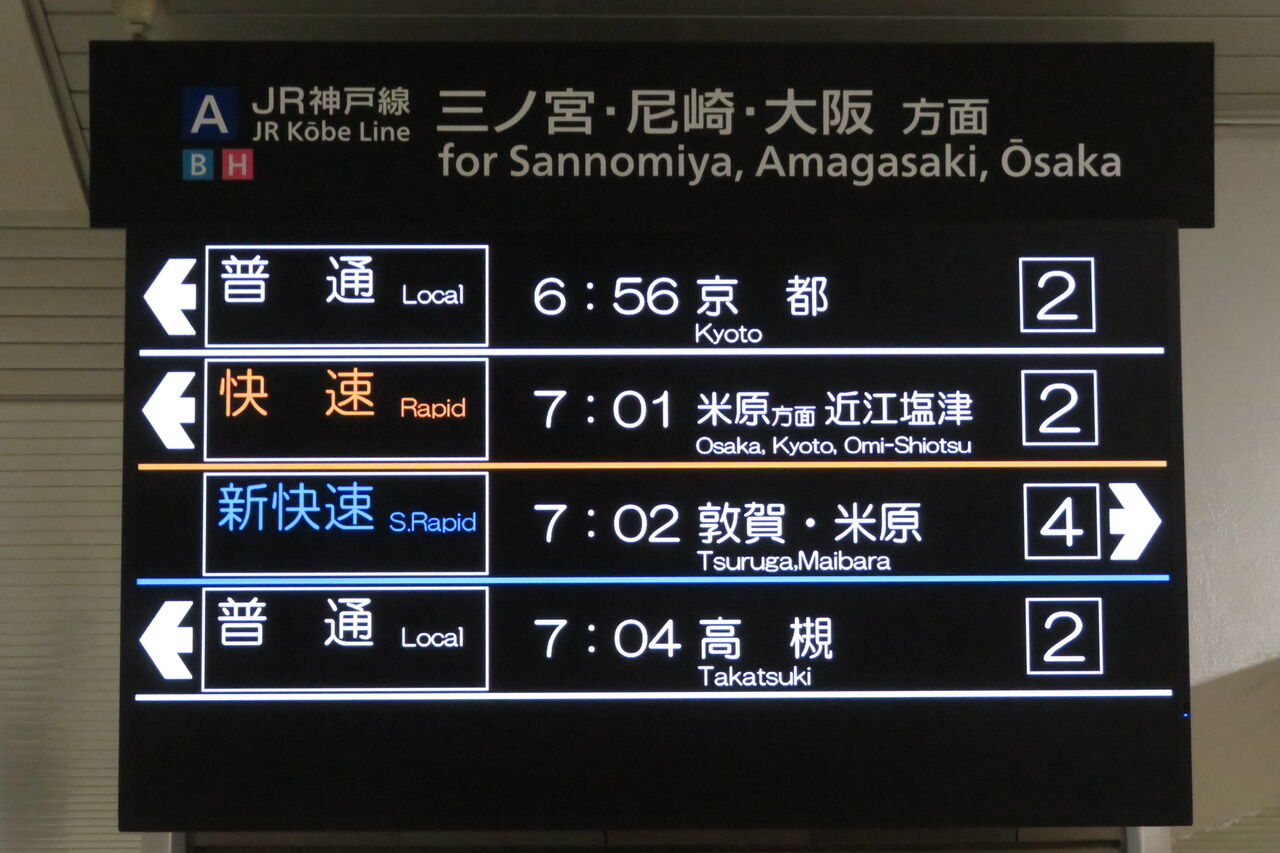 A JR神戸線 三ノ宮・尼崎・大阪 方面
JR Kōbe Line for Sannomiya, Amagasaki, Ōsaka
B H
普 通 Local 6:56 京 都 2
Kyoto
快 速 Rapid 7:01 米原方面 近江塩津 2
Osaka, Kyoto, Omi-Shiotsu
新快速 S.Rapid 7:02 敦賀・米原 4
Tsuruga,Maibara
普 通 Local 7:04 高 槻 2
Takatsuki